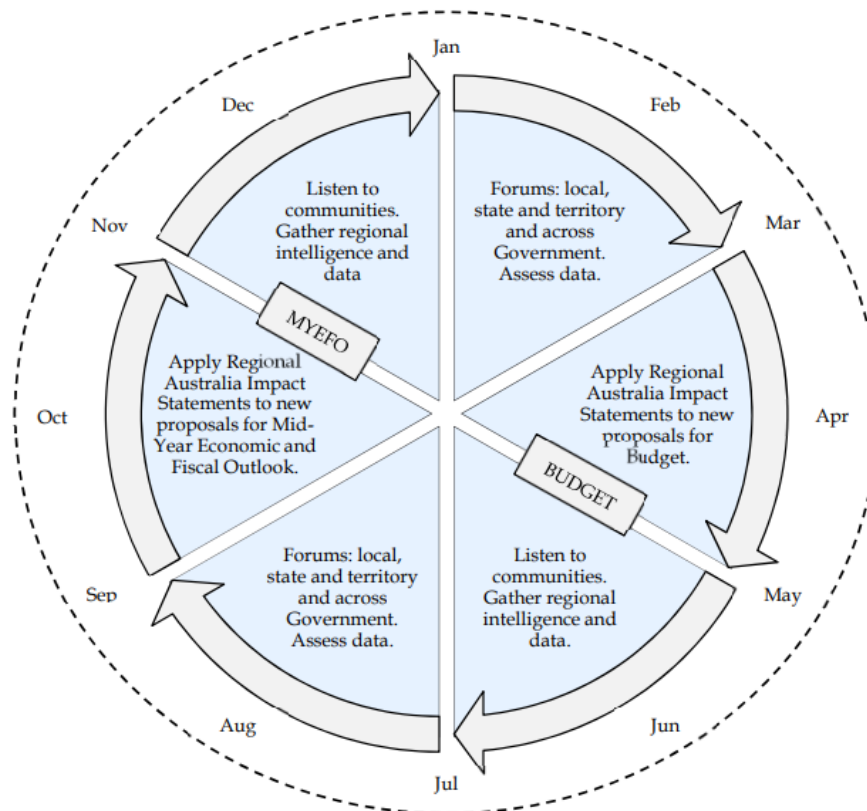 Jan
Dec
Feb
Listen to
communities.
Gather regional
intelligence and
data
Forums: local,
state and territory
and across
Government.
Assess data.
Nov
Mar
MYEFO
Apply Regional
Australia Impact
Statements to new
proposals for Mid-
Year Economic and
Fiscal Outlook.
Apply Regional
Australia Impact
Statements to new
proposals for
Budget.
Oct
Apr
BUDGET
Forums: local,
state and territory
and across
Government.
Assess data.
Listen to
communities.
Gather regional
intelligence and
data.
Sep
May
Aug
Jun
Jul